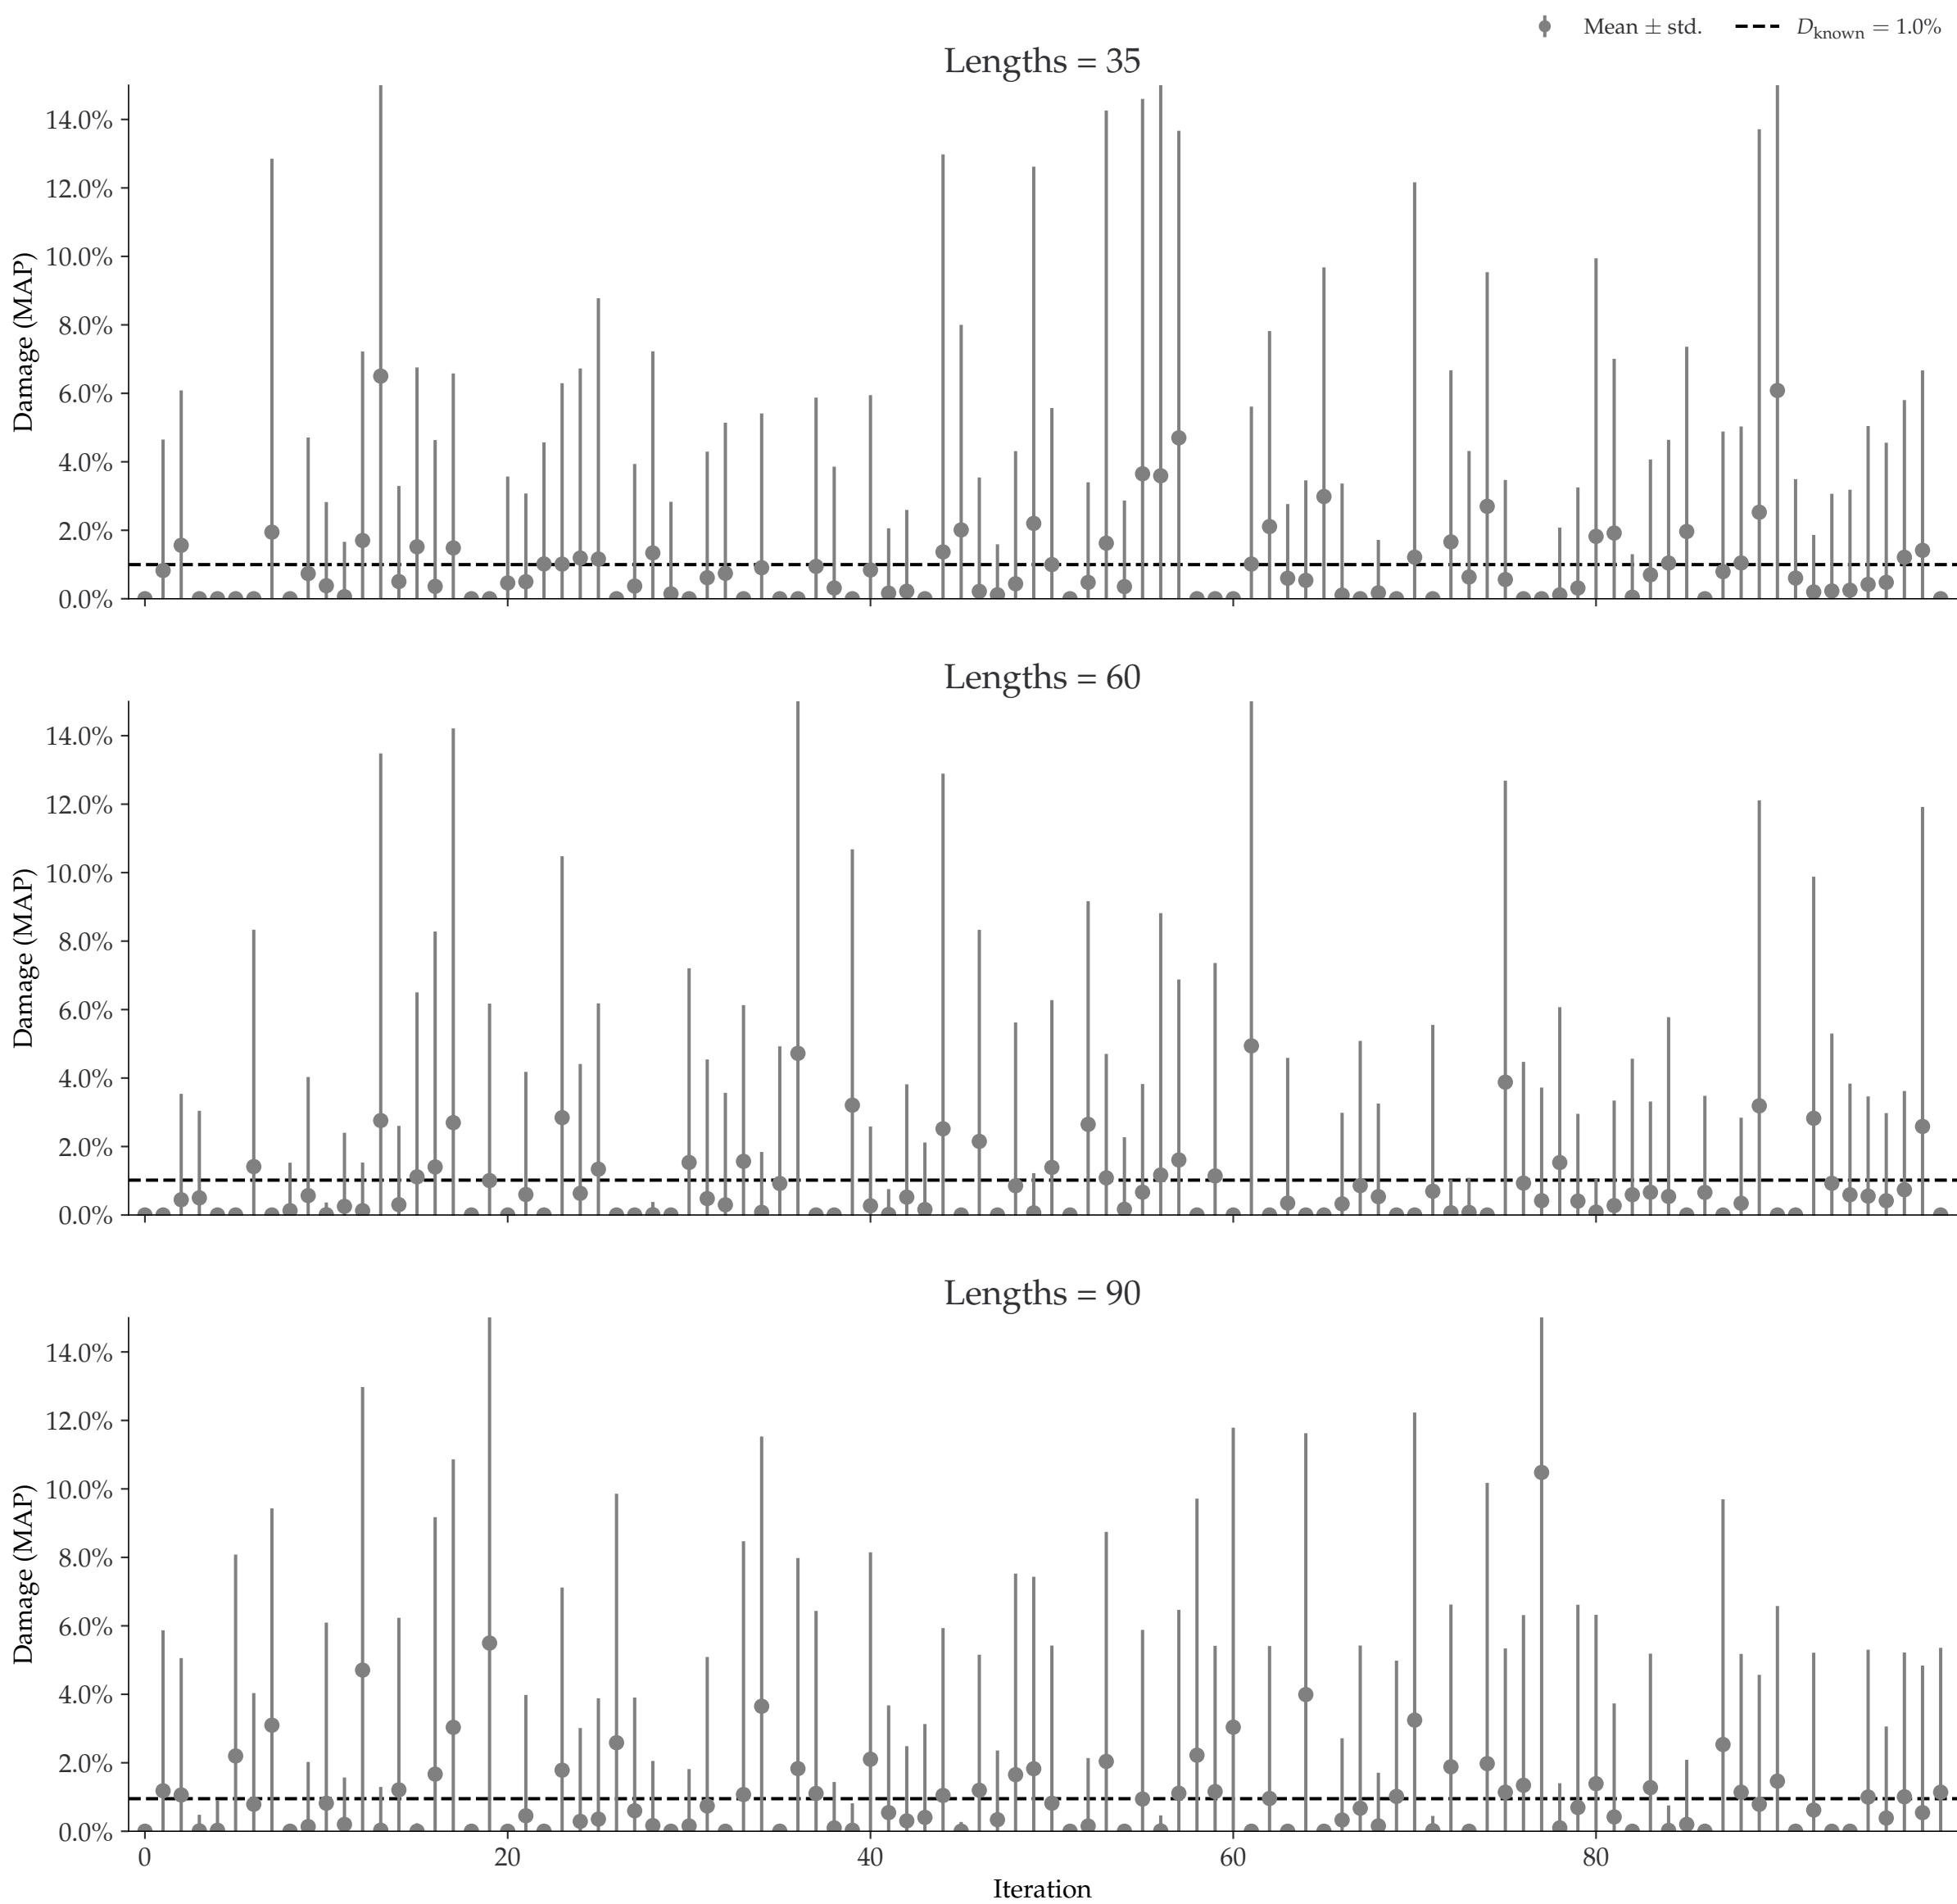 Mean ± std.
D_known = 1.0%
Lengths = 35
Damage (MAP)
14.0%
12.0%
10.0%
8.0%
6.0%
4.0%
2.0%
0.0%
Lengths = 60
Damage (MAP)
14.0%
12.0%
10.0%
8.0%
6.0%
4.0%
2.0%
0.0%
Lengths = 90
Damage (MAP)
14.0%
12.0%
10.0%
8.0%
6.0%
4.0%
2.0%
0.0%
0 20 40 60 80
Iteration